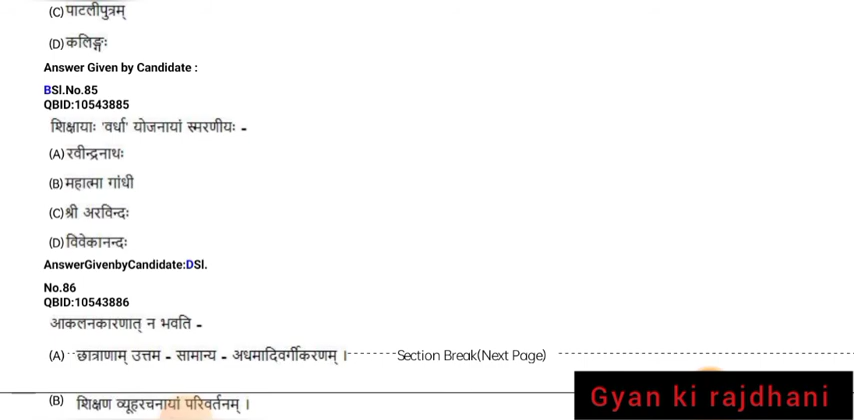 (C) पाटलीपुत्रम्
(D) कलिङ्गः
Answer Given by Candidate :
BSl.No.85
QBID:10543885
शिक्षायाः 'वर्धा' योजनायां स्मरणीयः -
(A) रवीन्द्रनाथः
(B) महात्मा गांधी
(C) श्री अरविन्दः
(D) विवेकानन्दः
AnswerGivenbyCandidate:DSl.
No.86
QBID:10543886
आकलनकारणात् न भवति -
(A) छात्राणाम् उत्तम - सामान्य - अधमादिवर्गीकरणम् । Section Break(Next Page)
(B) शिक्षण व्यूहरचनायां परिवर्तनम् ।
Gyan ki rajdhani